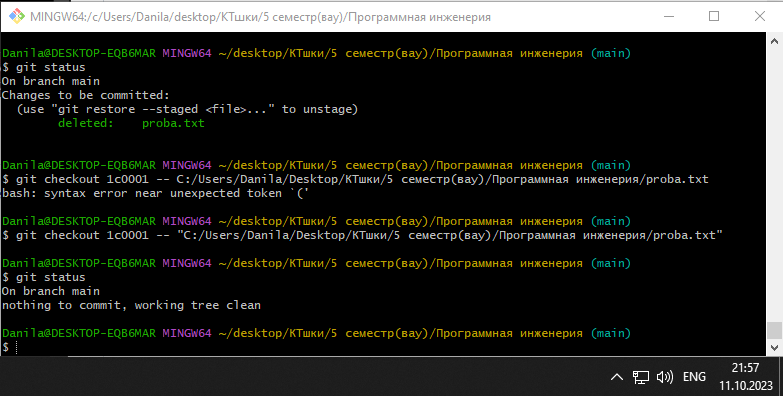 MINGW64:/c/Users/Danila/desktop/КТшки/5 семестр(вау)/Программная инженерия
Danila@DESKTOP-EQB6MAR MINGW64 ~/desktop/КТшки/5 семестр(вау)/Программная инженерия (main)
$ git status
On branch main
Changes to be committed:
  (use "git restore --staged <file>..." to unstage)
        deleted:    proba.txt
Danila@DESKTOP-EQB6MAR MINGW64 ~/desktop/КТшки/5 семестр(вау)/Программная инженерия (main)
$ git checkout 1c0001 -- C:/Users/Danila/Desktop/КТшки/5 семестр(вау)/Программная инженерия/proba.txt
bash: syntax error near unexpected token `('
Danila@DESKTOP-EQB6MAR MINGW64 ~/desktop/КТшки/5 семестр(вау)/Программная инженерия (main)
$ git checkout 1c0001 -- "C:/Users/Danila/Desktop/КТшки/5 семестр(вау)/Программная инженерия/proba.txt"
Danila@DESKTOP-EQB6MAR MINGW64 ~/desktop/КТшки/5 семестр(вау)/Программная инженерия (main)
$ git status
On branch main
nothing to commit, working tree clean
Danila@DESKTOP-EQB6MAR MINGW64 ~/desktop/КТшки/5 семестр(вау)/Программная инженерия (main)
$
ENG
21:57
11.10.2023